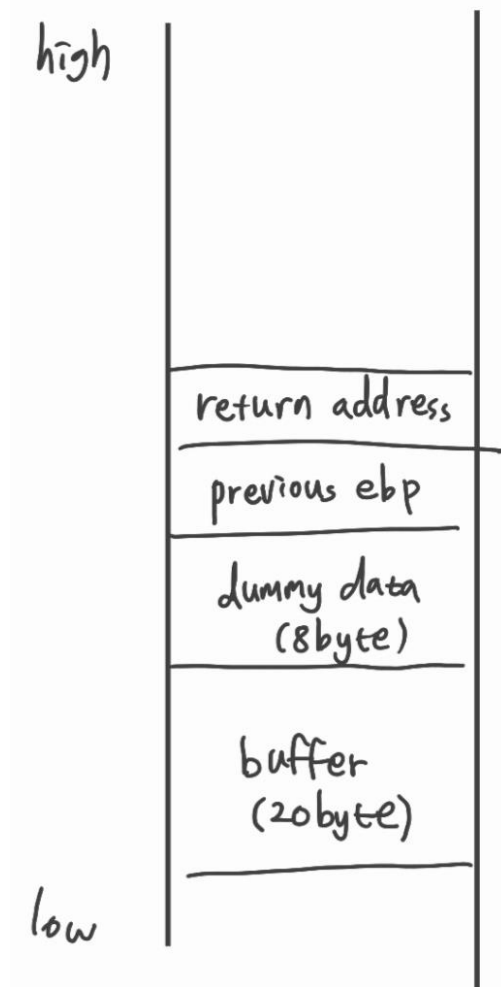 high
return address
previous ebp
dummy data
(8byte)
buffer
(20byte)
low